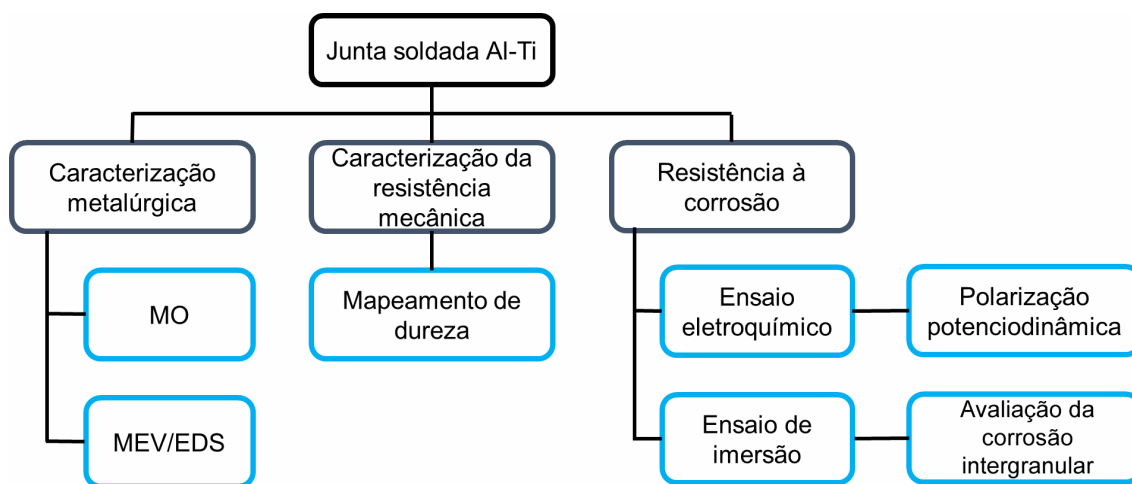 Junta soldada Al-Ti
Caracterização
metalúrgica
Caracterização da
resistência
mecânica
Resistência à
corrosão
MO
Mapeamento de
dureza
Ensaio
eletroquímico
Polarização
potenciodinâmica
MEV/EDS
Ensaio de
imersão
Avaliação da
corrosão
intergranular